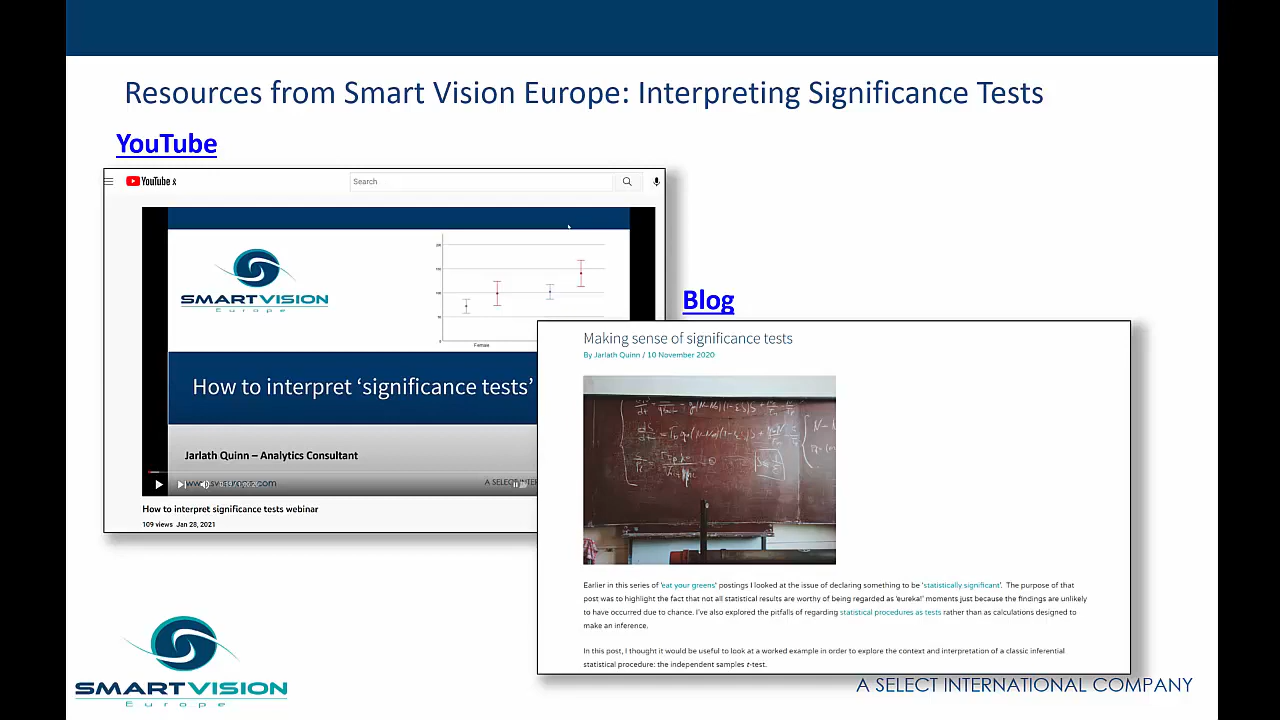 Resources from Smart Vision Europe: Interpreting Significance Tests
YouTube
YouTube
Search
SMARTVISION
Europe
Female
How to interpret ‘significance tests’
Jarlath Quinn – Analytics Consultant
How to interpret significance tests webinar
109 views Jan 28, 2021
Blog
Making sense of significance tests
By Jarlath Quinn / 10 November 2020
Earlier in this series of ‘eat your greens’ postings I looked at the issue of declaring something to be ‘statistically significant’. The purpose of that
post was to highlight the fact that not all statistical results are worthy of being regarded as ‘eureka!’ moments just because the findings are unlikely
to have occurred due to chance. I’ve also explored the pitfalls of regarding statistical procedures as tests rather than as calculations designed to
make an inference.
In this post, I thought it would be useful to look at a worked example in order to explore the context and interpretation of a classic inferential
statistical procedure: the independent samples t-test.
SMARTVISION
Europe
A SELECT INTERNATIONAL COMPANY